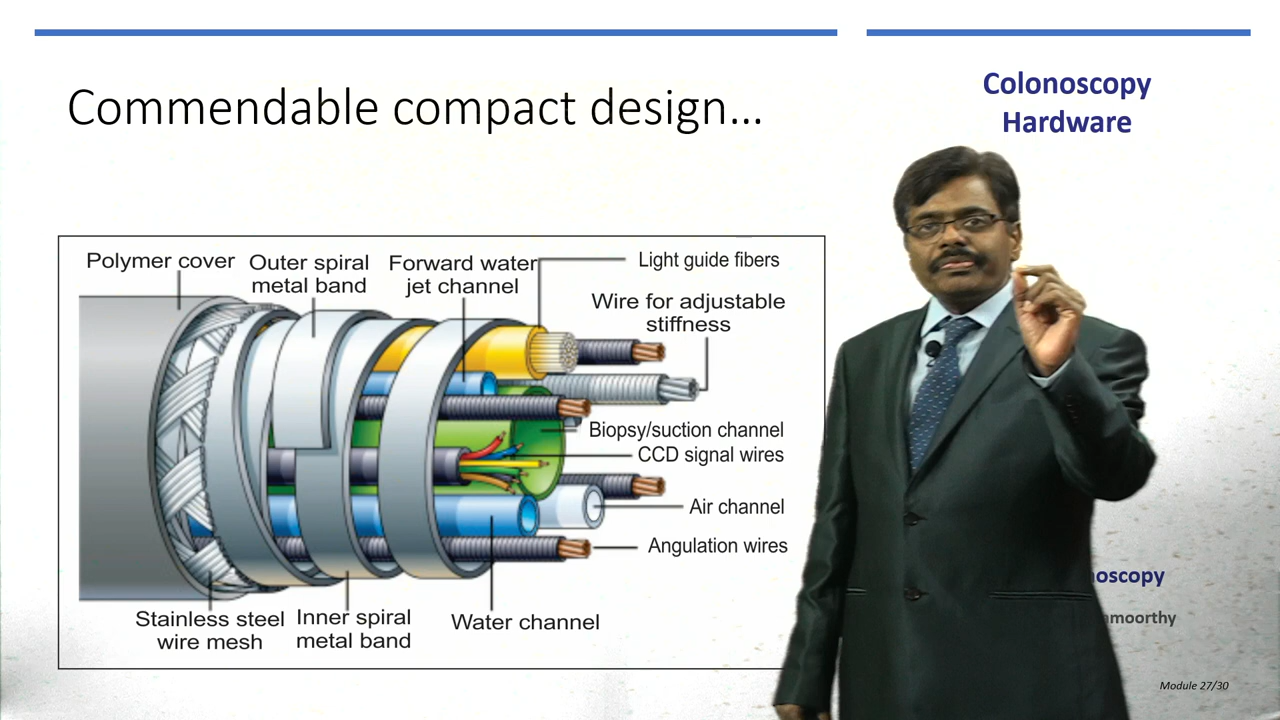 Commendable compact design...
Colonoscopy
Hardware
Polymer cover
Outer spiral
metal band
Forward water
jet channel
Light guide fibers
Wire for adjustable
stiffness
Biopsy/suction channel
CCD signal wires
Air channel
Angulation wires
Stainless steel
wire mesh
Inner spiral
metal band
Water channel
Module 27/30